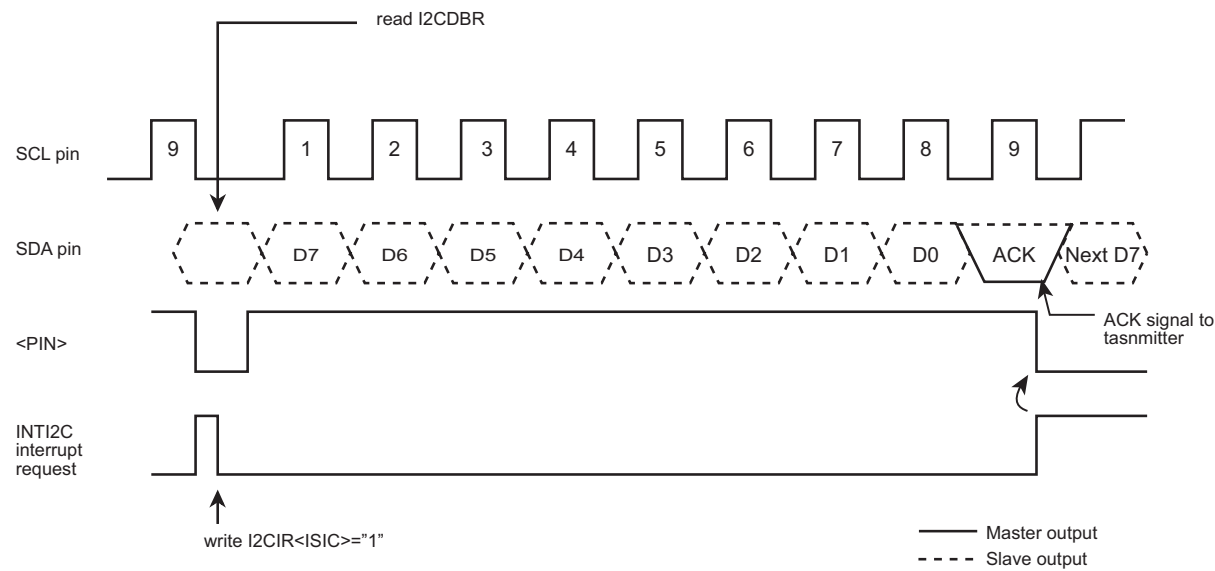 read I2CDBR
SCL pin
9 1 2 3 4 5 6 7 8 9
SDA pin
D7 D6 D5 D4 D3 D2 D1 D0 ACK Next D7
ACK signal to
tasnmitter
<PIN>
INTI2C
interrupt
request
write I2CIR<ISIC>="1"
Master output
Slave output